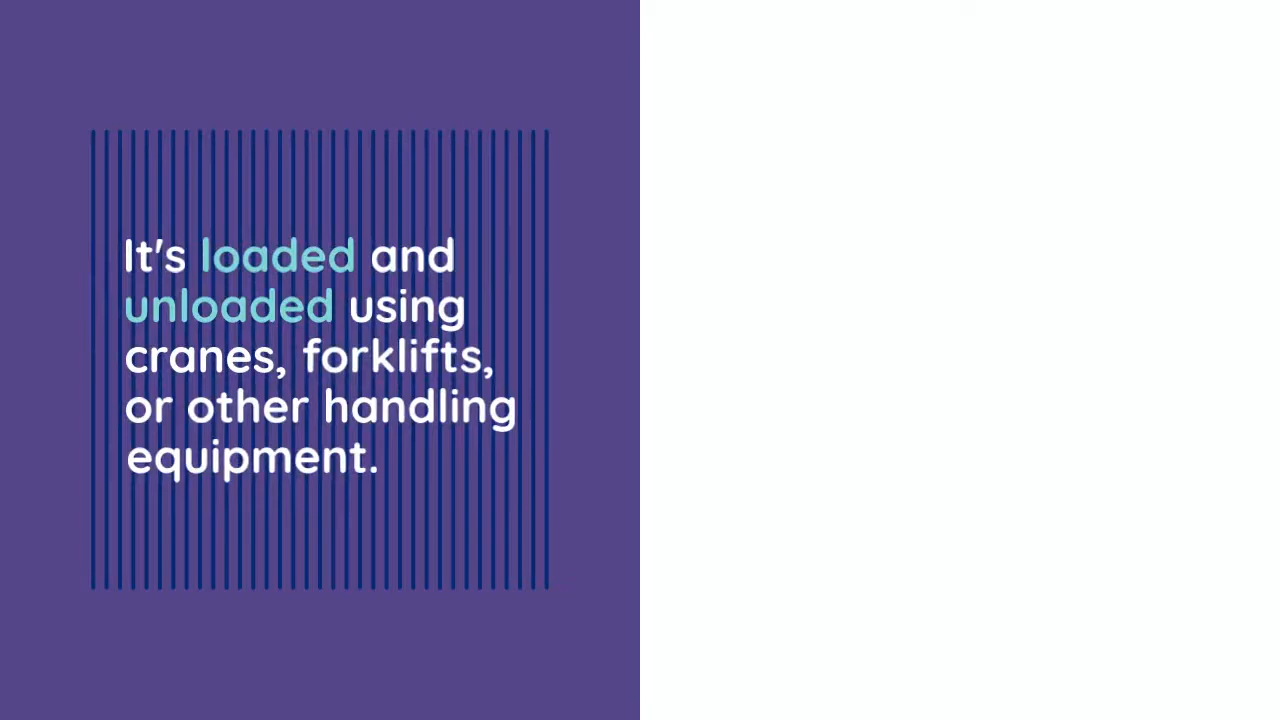 It's loaded and
unloaded using
cranes, forklifts,
or other handling
equipment.